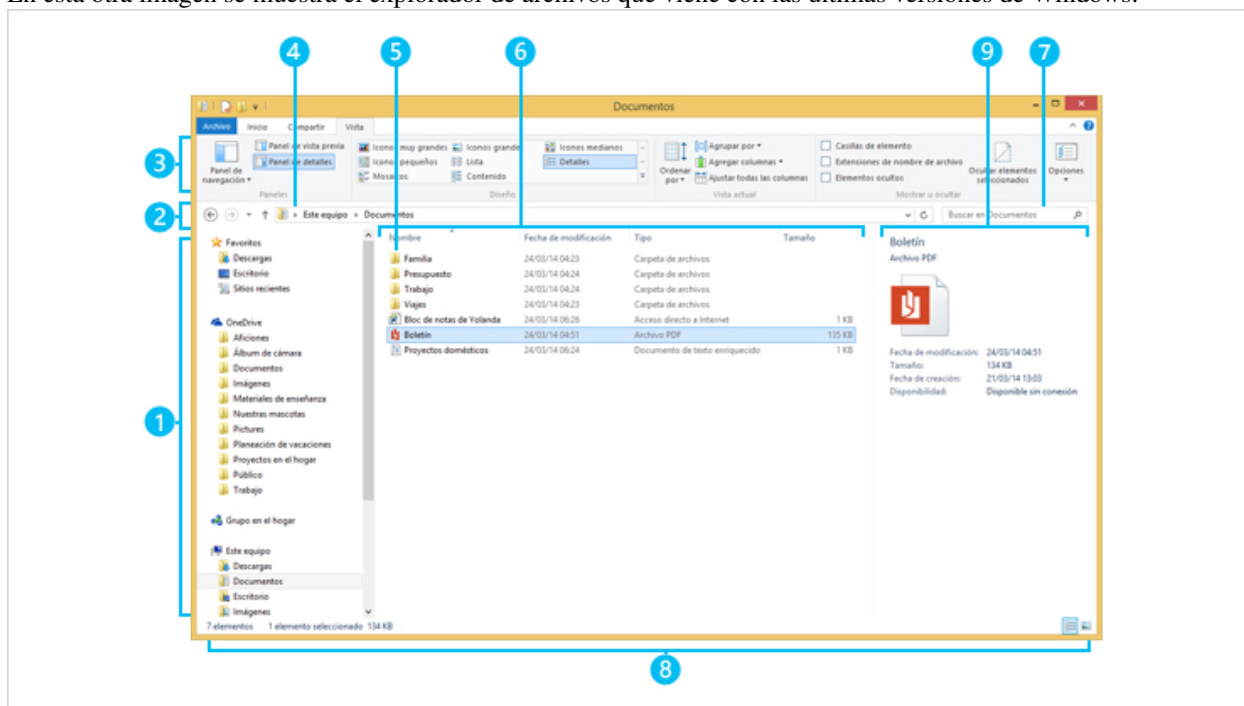 En esta otra imagen se muestra el explorador de archivos que viene con las últimas versiones de Windows:
4 5 6 9 7
Documentos
Archivo Inicio Compartir Vista
3
Panel de navegación
Panel de vista previa
Panel de detalles
Paneles
Iconos muy grandes Iconos grandes Iconos medianos
Iconos pequeños Lista Detalles
Mosaicos Contenido
Diseño
Ordenar por
Agrupar por
Agregar columnas
Ajustar todas las columnas
Vista actual
Casillas de elemento
Extensiones de nombre de archivo
Elementos ocultos
Ocultar elementos seleccionados
Mostrar u ocultar
Opciones
2
Este equipo Documentos
Buscar en Documentos
1
Favoritos
Descargas
Escritorio
Sitios recientes
OneDrive
Aficiones
Álbum de cámara
Documentos
Imágenes
Materiales de enseñanza
Nuestras mascotas
Pictures
Planeación de vacaciones
Proyectos en el hogar
Público
Trabajo
Grupo en el hogar
Este equipo
Descargas
Documentos
Escritorio
Imágenes
Nombre Fecha de modificación Tipo Tamaño
Familia 24/03/14 04:23 Carpeta de archivos
Presupuesto 24/03/14 04:24 Carpeta de archivos
Trabajo 24/03/14 04:24 Carpeta de archivos
Viajes 24/03/14 04:23 Carpeta de archivos
Bloc de notas de Yolanda 24/03/14 06:26 Acceso directo a Internet 1 KB
Boletín 24/03/14 04:51 Archivo PDF 135 KB
Proyectos domésticos 24/03/14 06:24 Documento de texto enriquecido 1 KB
Boletín
Archivo PDF
Fecha de modificación: 24/03/14 04:51
Tamaño: 134 KB
Fecha de creación: 21/03/14 13:03
Disponibilidad: Disponible sin conexión
7 elementos 1 elemento seleccionado 134 KB
8